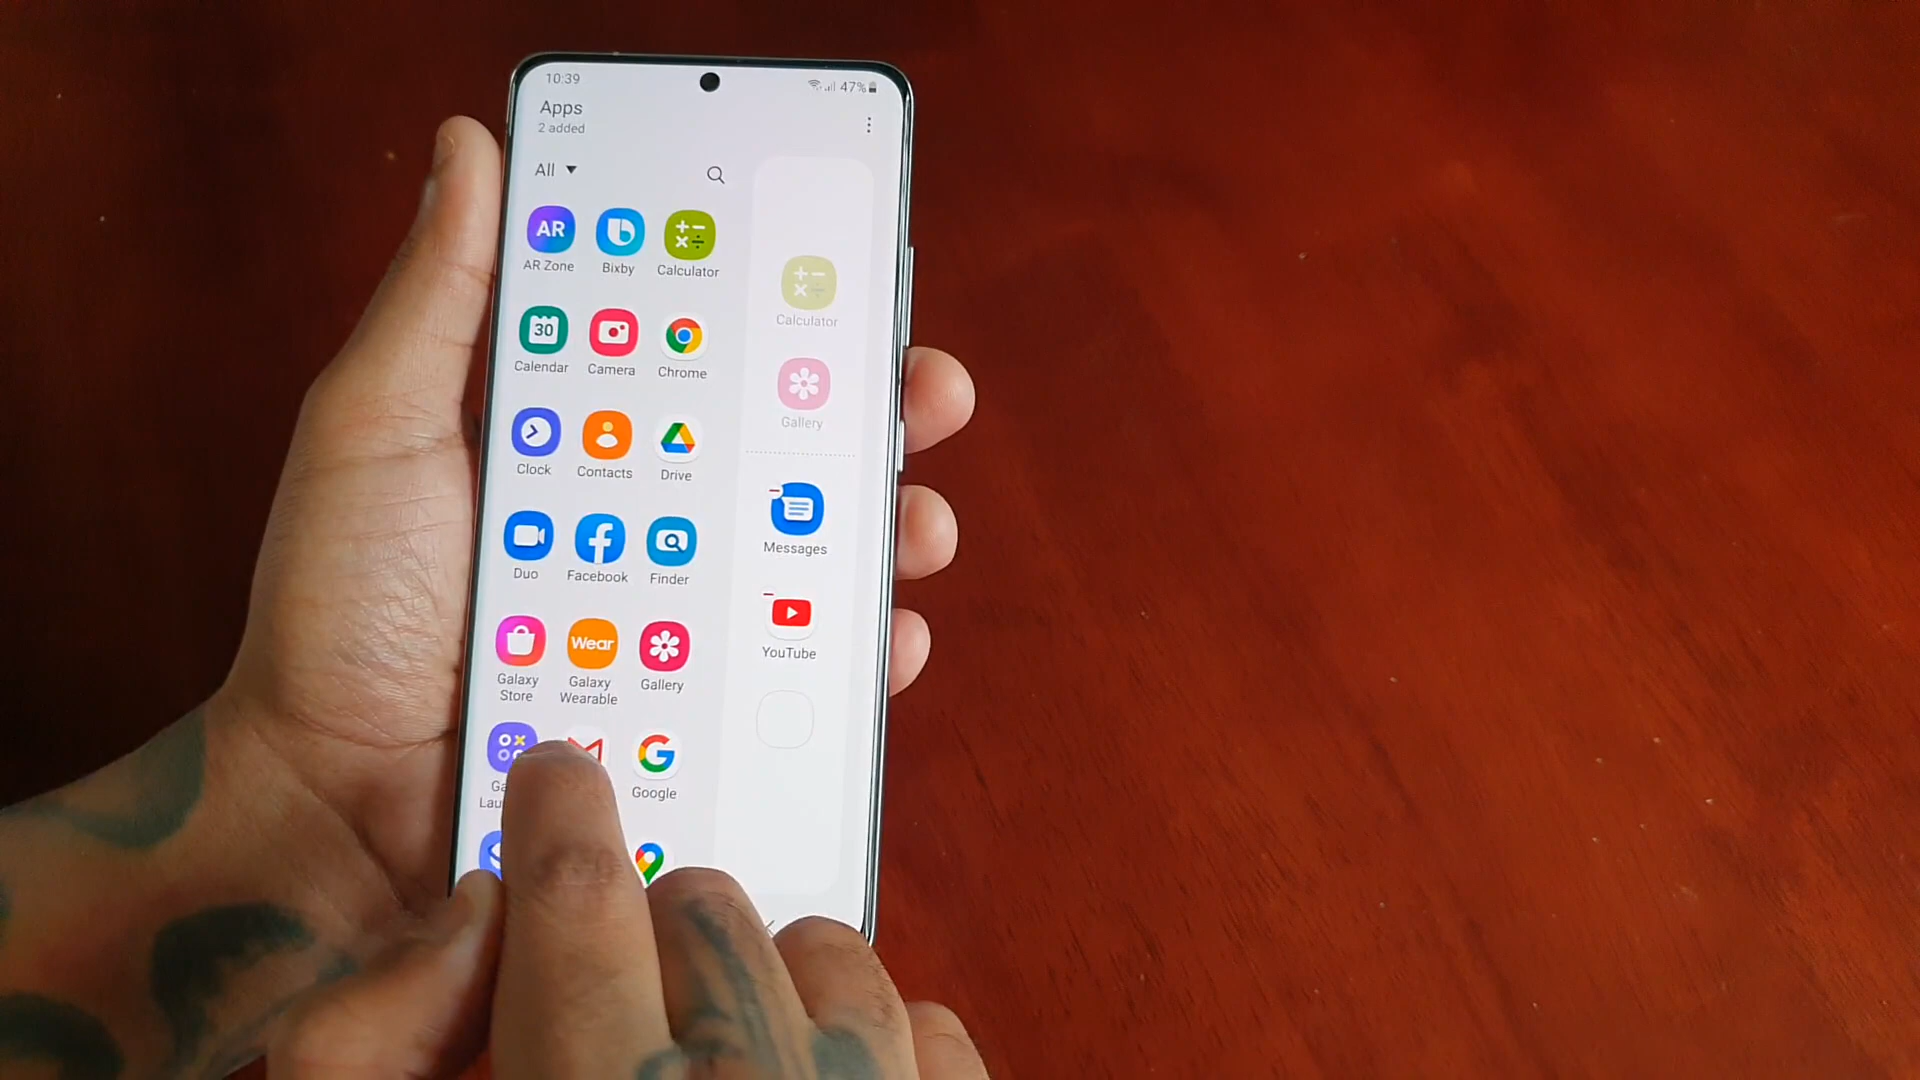 10:39
47%
Apps
2 added
All
AR
AR Zone
Bixby
Calculator
30
Calendar
Camera
Chrome
Clock
Contacts
Drive
Duo
Facebook
Finder
Galaxy
Store
Wear
Galaxy
Wearable
Gallery
Google
Calculator
Gallery
Messages
YouTube